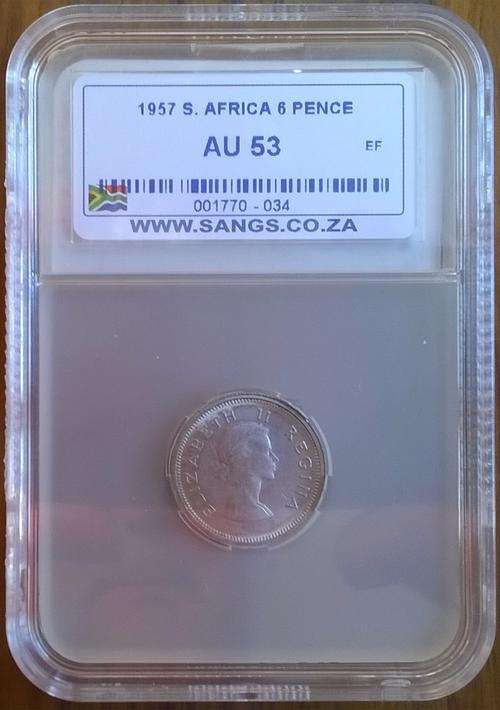 1957 S. AFRICA 6 PENCE
AU 53
EF
001770 - 034
WWW.SANGS.CO.ZA
ELIZABETH II REGINA